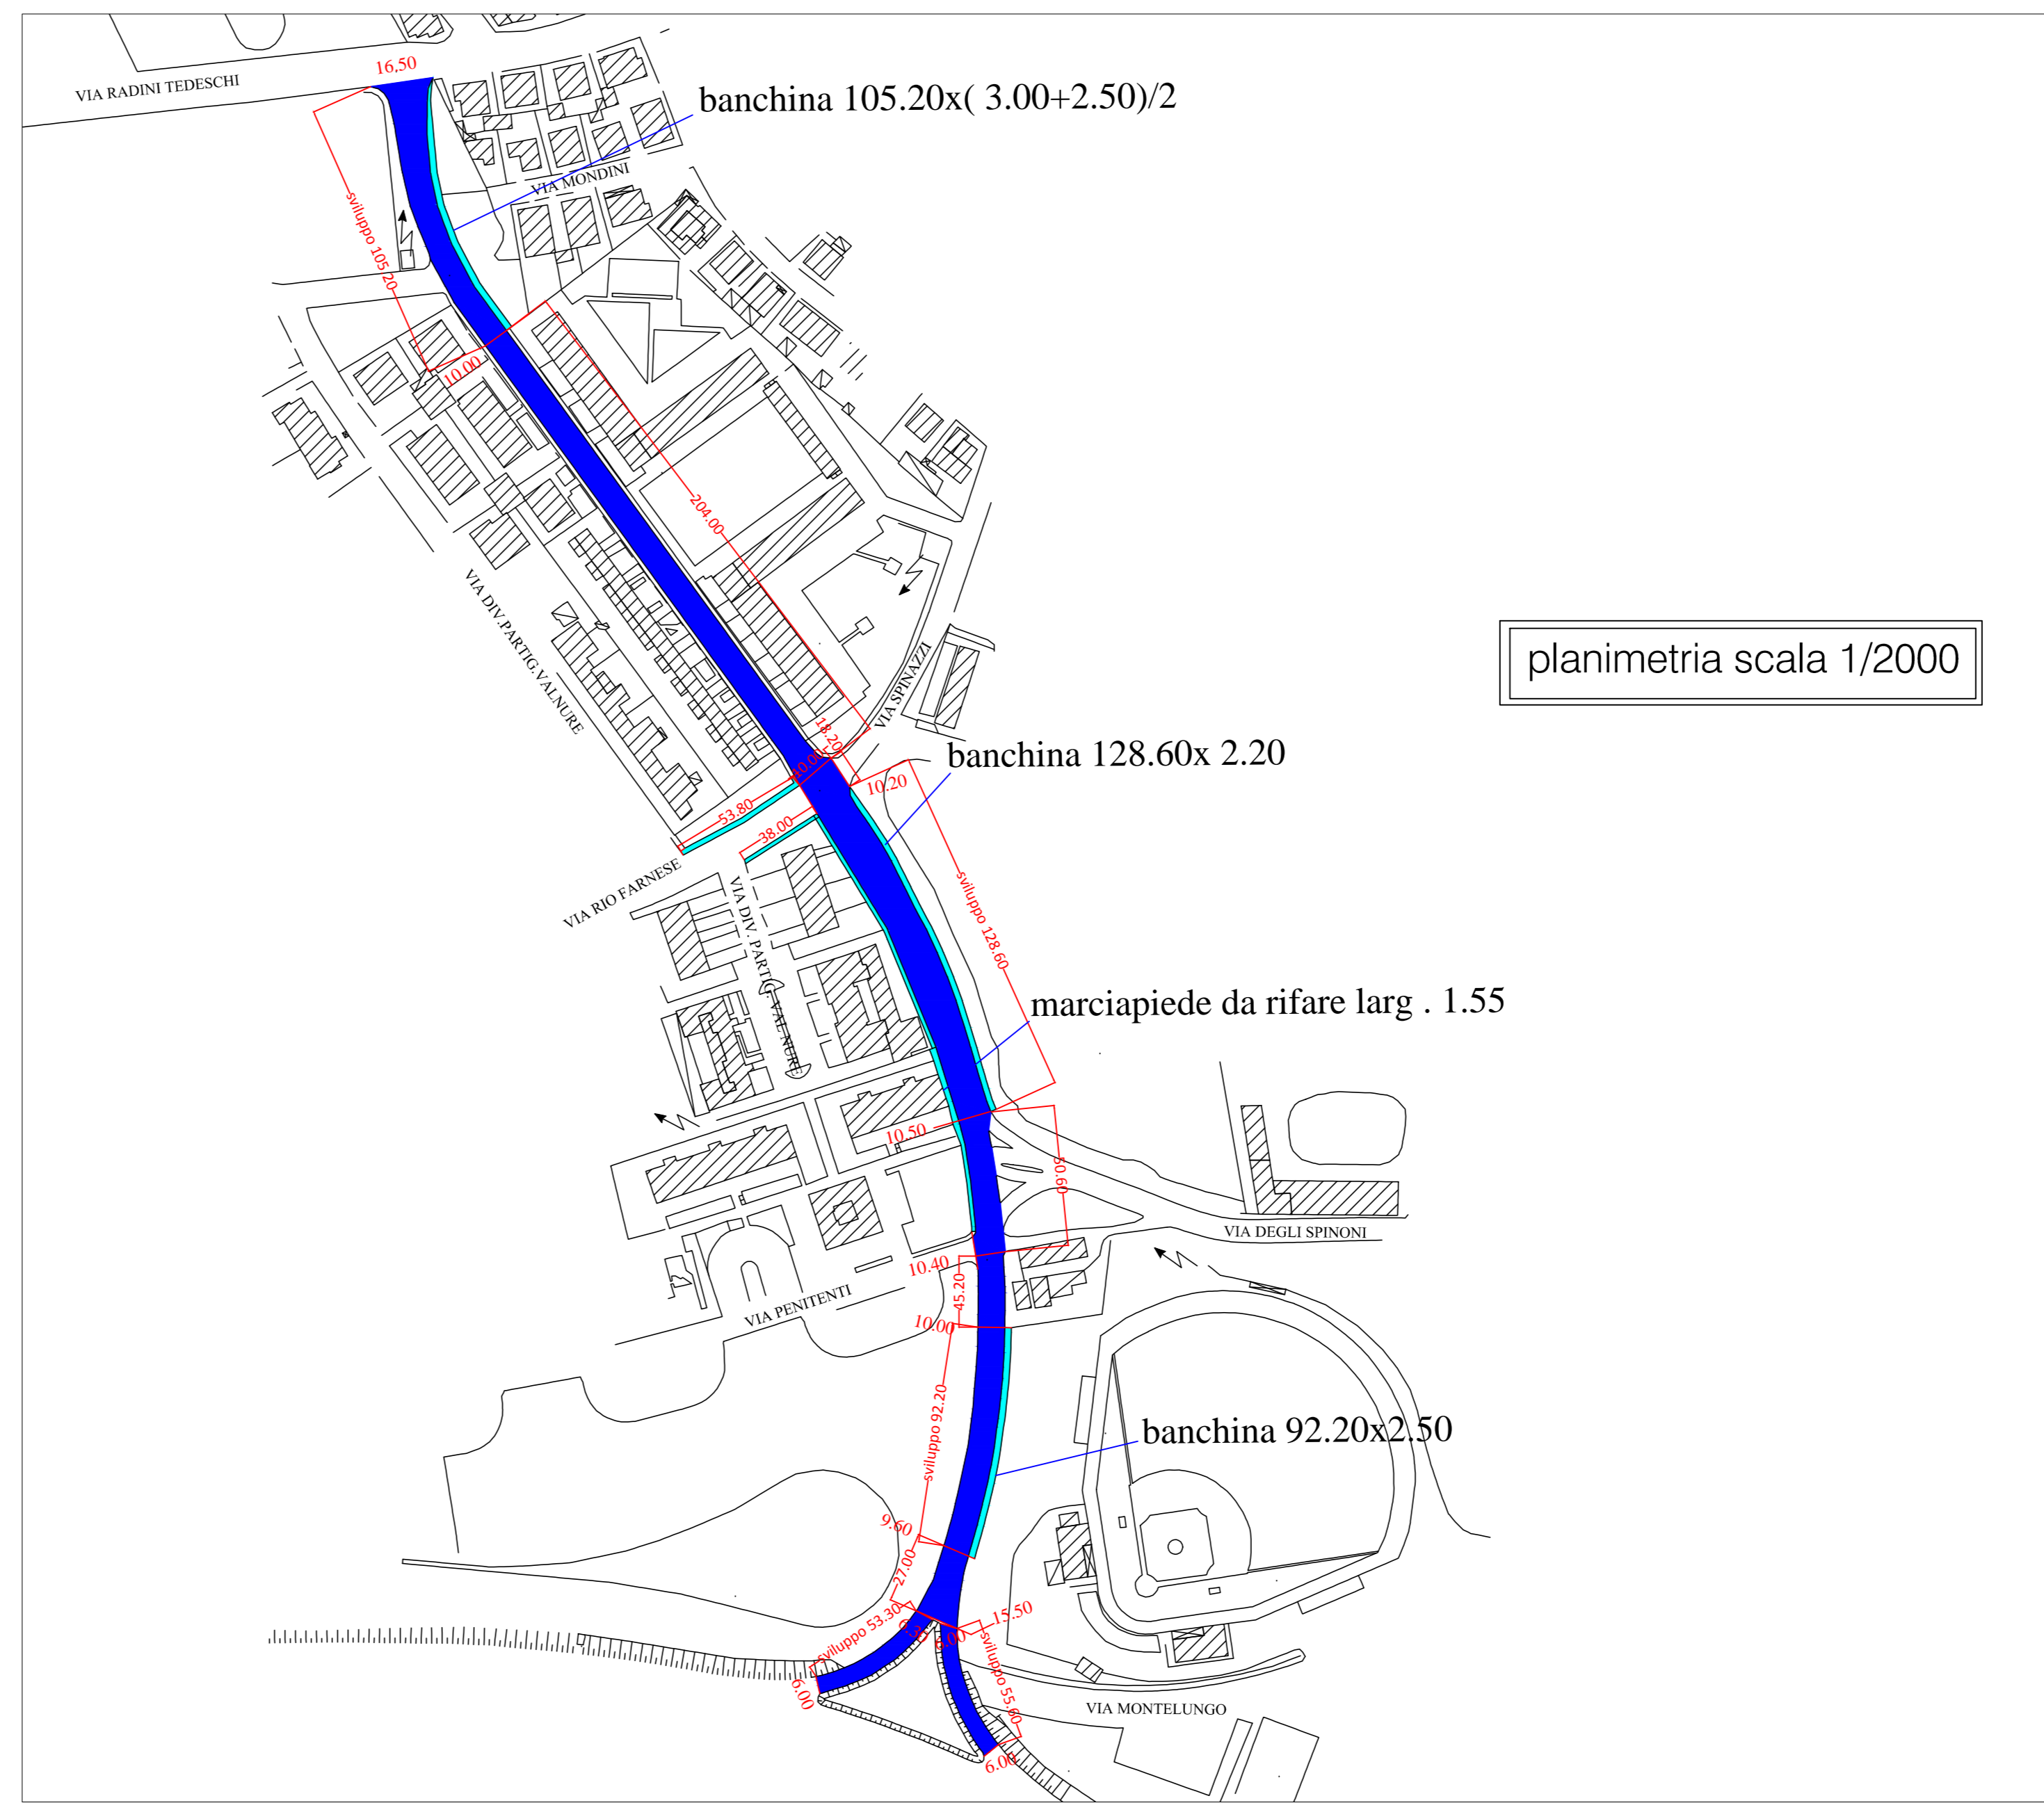 16,50
VIA RADINI TEDESCHI
banchina 105.20x( 3.00+2.50)/2
VIA MONDINI
sviluppo 105.20
10.00
204.00
VIA DIV.PARTIG.VALNURE
planimetria scala 1/2000
VIA SPINAZZI
18.20
banchina 128.60x 2.20
10.20
53.80
38.00
VIA RIO FARNESE
VIA DIV. PARTIG. VAL NURE
sviluppo 128.60
marciapiede da rifare larg . 1.55
10.50
50.60
VIA DEGLI SPINONI
10.40
45.20
VIA PENITENTI
10.00
sviluppo 92.20
banchina 92.20x2.50
9.60
27.00
sviluppo 53.30
15.50
6.00
sviluppo 55.60
6.00
VIA MONTELUNGO
6.00